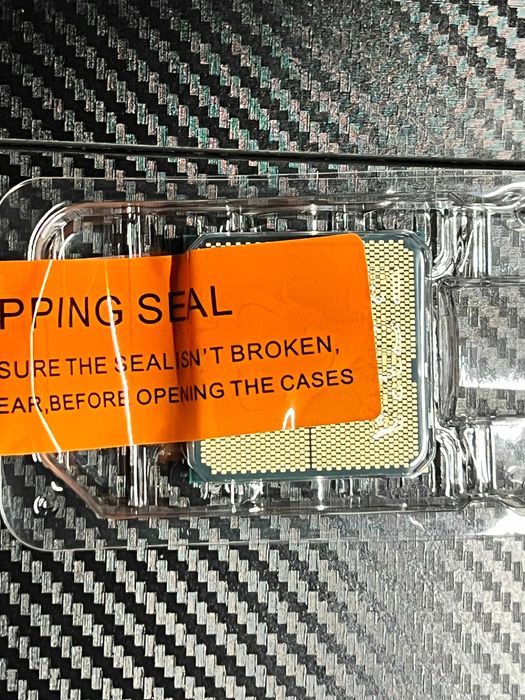 PPING SEAL
SURE THE SEAL ISN'T BROKEN,
EAR,BEFORE OPENING THE CASES